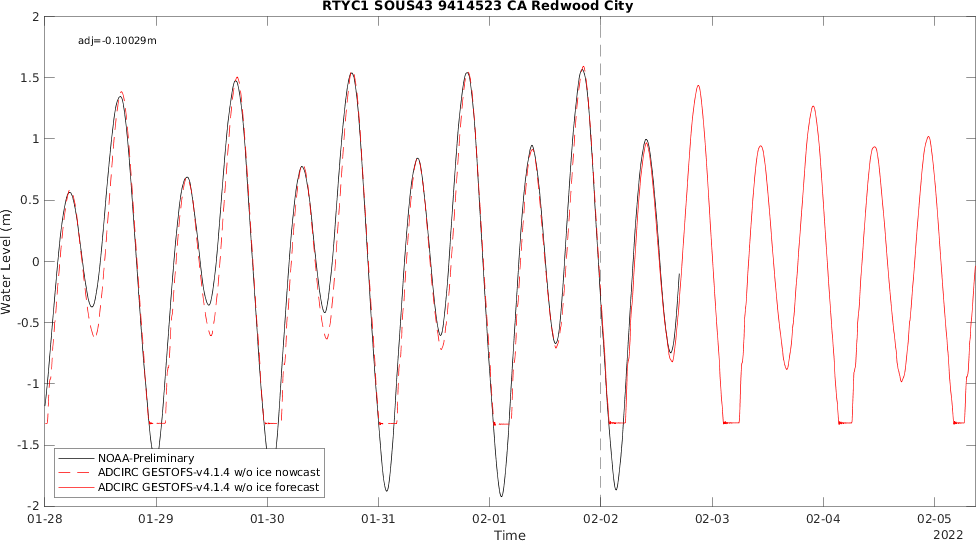 RTYC1 SOUS43 9414523 CA Redwood City
adj=-0.10029m
2
1.5
1
0.5
0
-0.5
-1
-1.5
-2
Water Level (m)
NOAA-Preliminary
ADCIRC GESTOFS-v4.1.4 w/o ice nowcast
ADCIRC GESTOFS-v4.1.4 w/o ice forecast
01-28 01-29 01-30 01-31 02-01 02-02 02-03 02-04 02-05
Time
2022